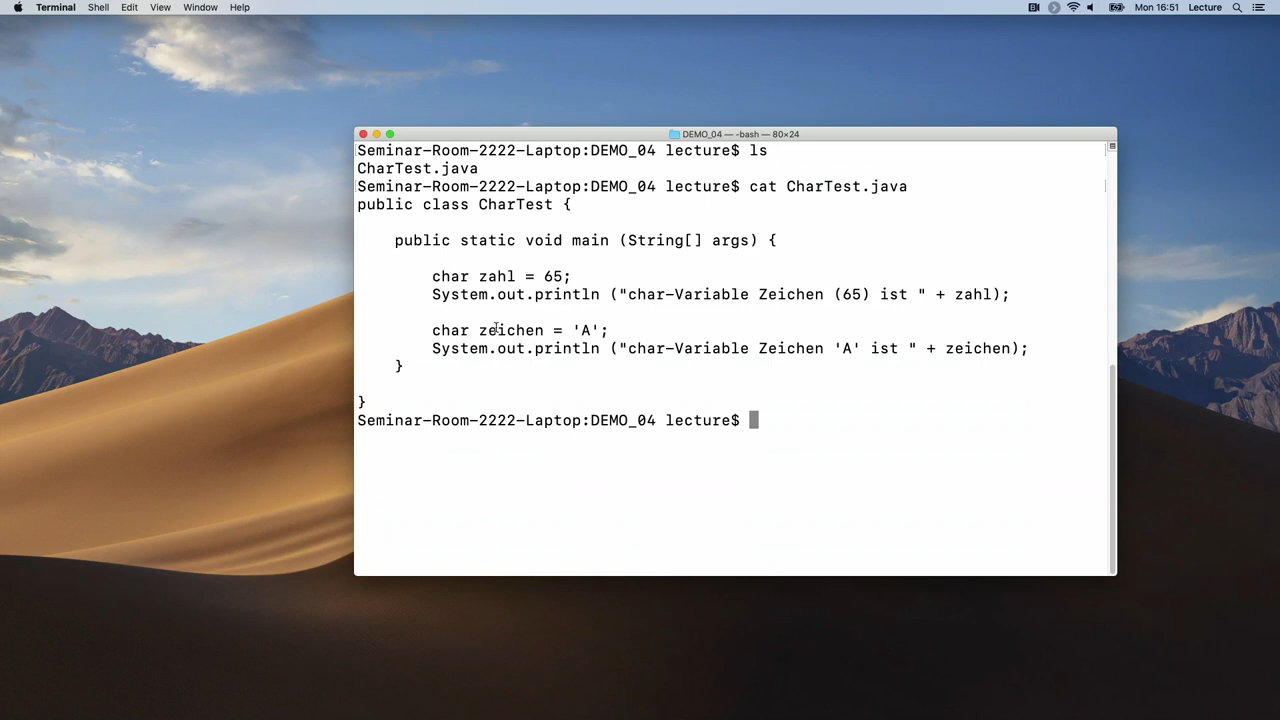 Terminal Shell Edit View Window Help Mon 16:51 Lecture
DEMO_04 — -bash — 80×24
Seminar-Room-2222-Laptop:DEMO_04 lecture$ ls
CharTest.java
Seminar-Room-2222-Laptop:DEMO_04 lecture$ cat CharTest.java
public class CharTest {
public static void main (String[] args) {
char zahl = 65;
System.out.println ("char-Variable Zeichen (65) ist " + zahl);
char zeichen = 'A';
System.out.println ("char-Variable Zeichen 'A' ist " + zeichen);
}
}
Seminar-Room-2222-Laptop:DEMO_04 lecture$